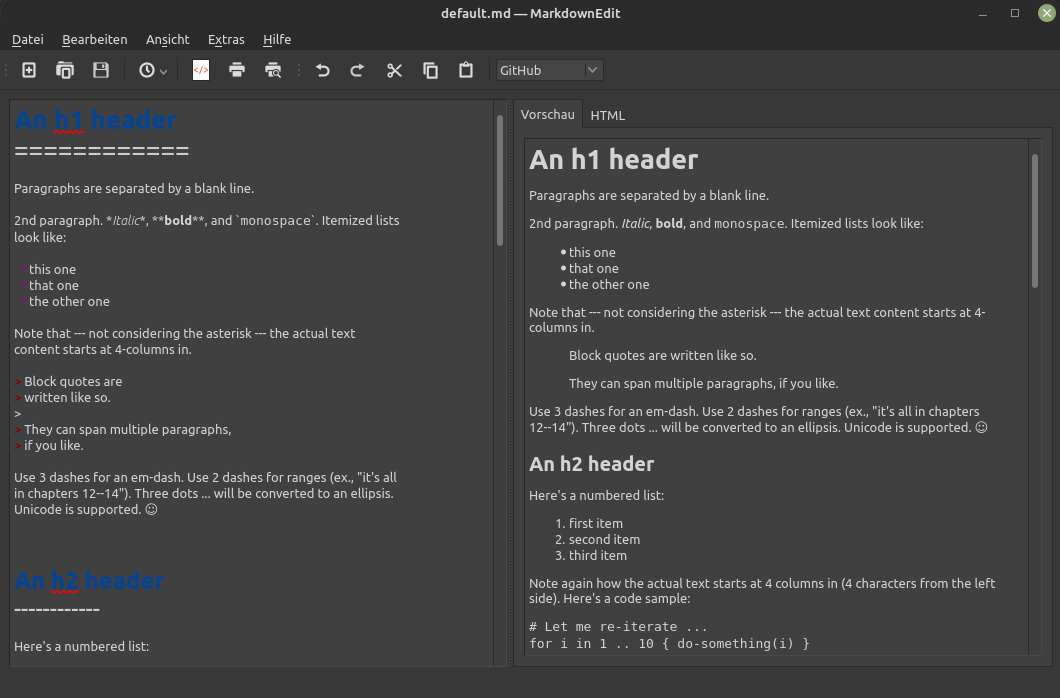 default.md — MarkdownEdit
Datei Bearbeiten Ansicht Extras Hilfe
</> GitHub
An h1 header
============
Paragraphs are separated by a blank line.
2nd paragraph. *Italic*, **bold**, and `monospace`. Itemized lists
look like:
* this one
* that one
* the other one
Note that --- not considering the asterisk --- the actual text
content starts at 4-columns in.
> Block quotes are
> written like so.
>
> They can span multiple paragraphs,
> if you like.
Use 3 dashes for an em-dash. Use 2 dashes for ranges (ex., "it's all
in chapters 12--14"). Three dots ... will be converted to an ellipsis.
Unicode is supported. ☺
An h2 header
------------
Here's a numbered list:
Vorschau HTML
An h1 header
Paragraphs are separated by a blank line.
2nd paragraph. Italic, bold, and monospace. Itemized lists look like:
• this one
• that one
• the other one
Note that --- not considering the asterisk --- the actual text content starts at 4-
columns in.
Block quotes are written like so.
They can span multiple paragraphs, if you like.
Use 3 dashes for an em-dash. Use 2 dashes for ranges (ex., "it's all in chapters
12--14"). Three dots ... will be converted to an ellipsis. Unicode is supported. ☺
An h2 header
Here's a numbered list:
1. first item
2. second item
3. third item
Note again how the actual text starts at 4 columns in (4 characters from the left
side). Here's a code sample:
# Let me re-iterate ...
for i in 1 .. 10 { do-something(i) }